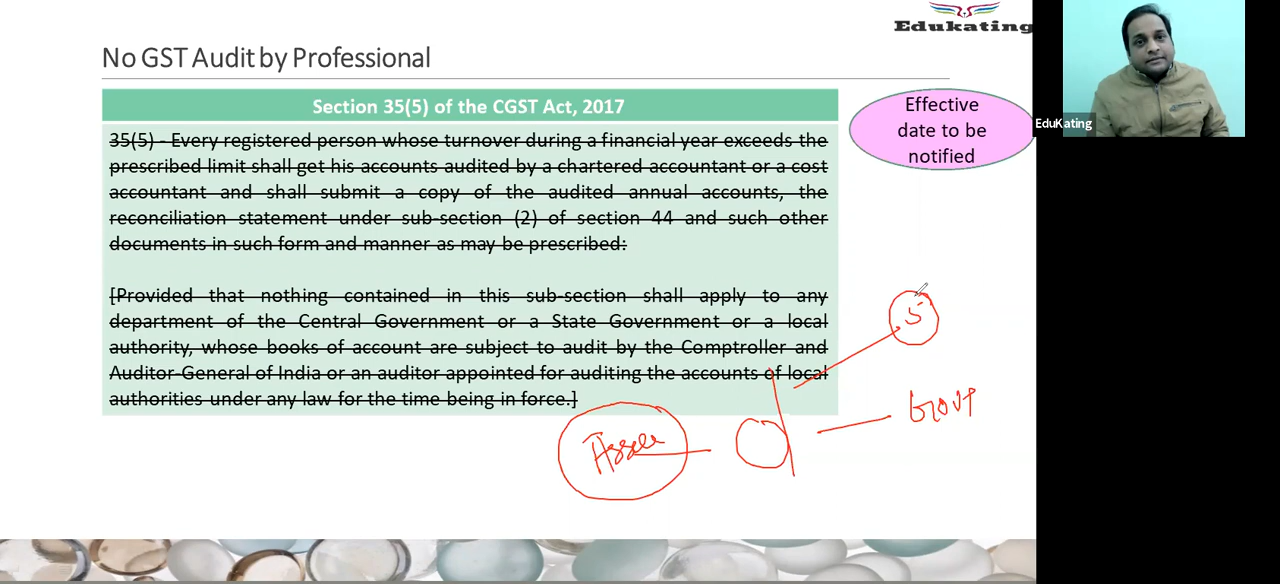 Edukating
No GST Audit by Professional
Section 35(5) of the CGST Act, 2017
35(5) - Every registered person whose turnover during a financial year exceeds the
prescribed limit shall get his accounts audited by a chartered accountant or a cost
accountant and shall submit a copy of the audited annual accounts, the
reconciliation statement under sub-section (2) of section 44 and such other
documents in such form and manner as may be prescribed:
[Provided that nothing contained in this sub-section shall apply to any
department of the Central Government or a State Government or a local
authority, whose books of account are subject to audit by the Comptroller and
Auditor-General of India or an auditor appointed for auditing the accounts of local
authorities under any law for the time being in force.]
Effective
date to be
notified
EduKating
5
Govt